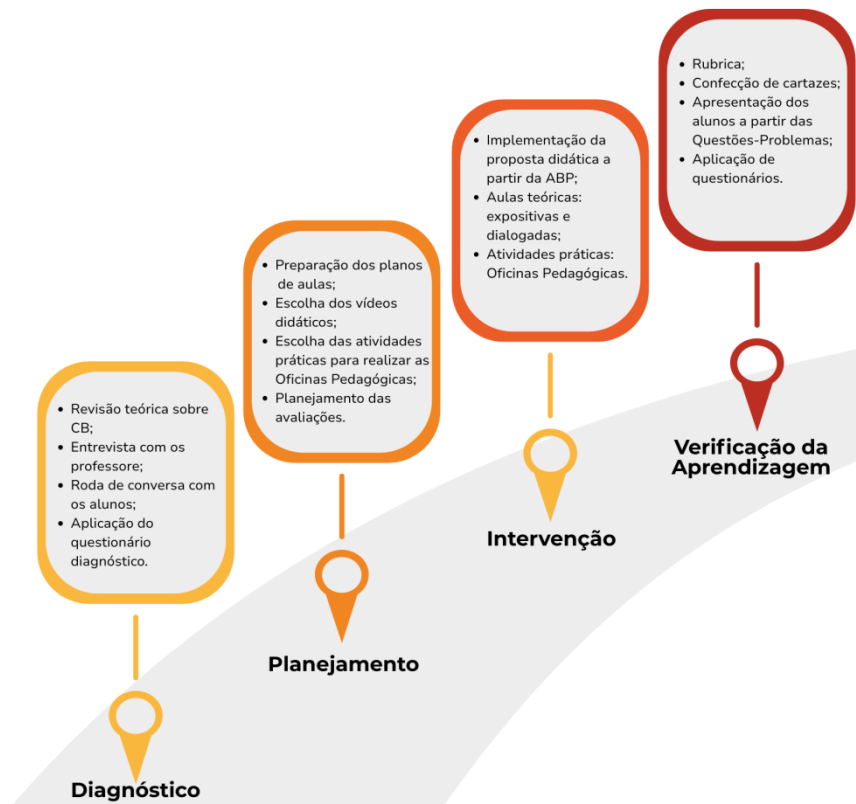 • Revisão teórica sobre
CB;
• Entrevista com os
professore;
• Roda de conversa com
os alunos;
• Aplicação do
questionário
diagnóstico.
Diagnóstico
• Preparação dos planos
de aulas;
• Escolha dos vídeos
didáticos;
• Escolha das atividades
práticas para realizar as
Oficinas Pedagógicas;
• Planejamento das
avaliações.
Planejamento
• Implementação da
proposta didática a
partir da ABP;
• Aulas teóricas:
expositivas e
dialogadas;
• Atividades práticas:
Oficinas Pedagógicas.
Intervenção
• Rubrica;
• Confecção de cartazes;
• Apresentação dos
alunos a partir das
Questões-Problemas;
• Aplicação de
questionários.
Verificação da
Aprendizagem